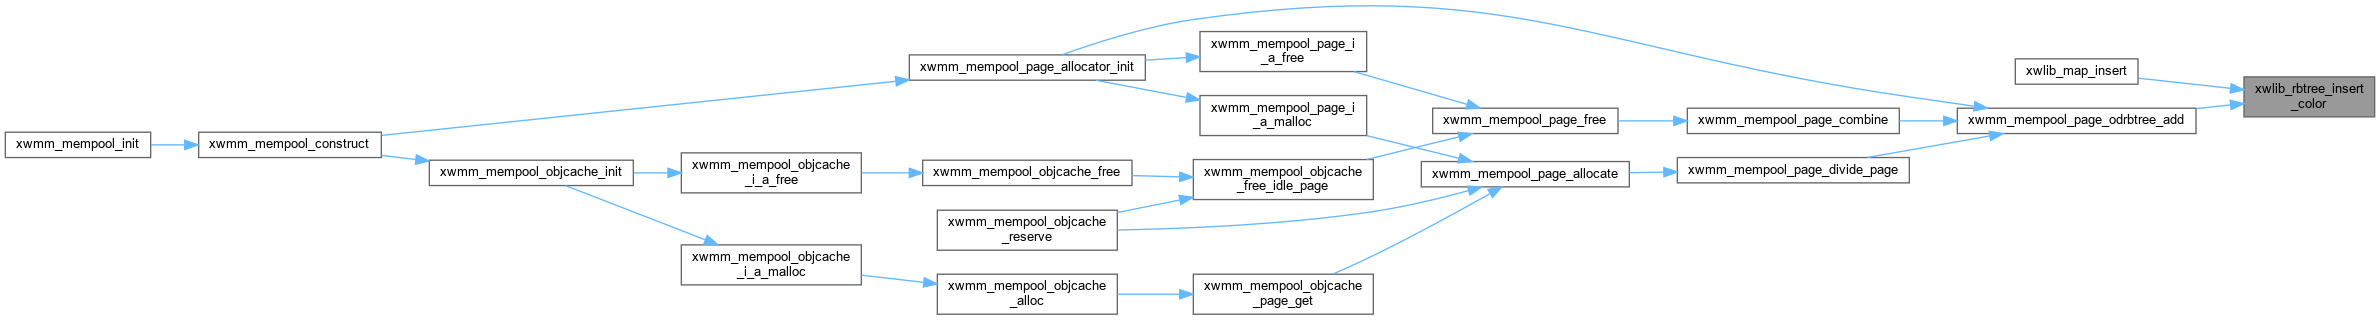 xwmm_mempool_init
xwmm_mempool_construct
xwmm_mempool_page_allocator_init
xwmm_mempool_objcache_init
xwmm_mempool_objcache
_i_a_free
xwmm_mempool_objcache
_i_a_malloc
xwmm_mempool_objcache_free
xwmm_mempool_objcache
_reserve
xwmm_mempool_objcache
_alloc
xwmm_mempool_page_i
_a_free
xwmm_mempool_page_i
_a_malloc
xwmm_mempool_objcache
_free_idle_page
xwmm_mempool_objcache
_page_get
xwmm_mempool_page_free
xwmm_mempool_page_allocate
xwmm_mempool_page_combine
xwmm_mempool_page_divide_page
xwlib_map_insert
xwmm_mempool_page_odrbtree_add
xwlib_rbtree_insert
_color